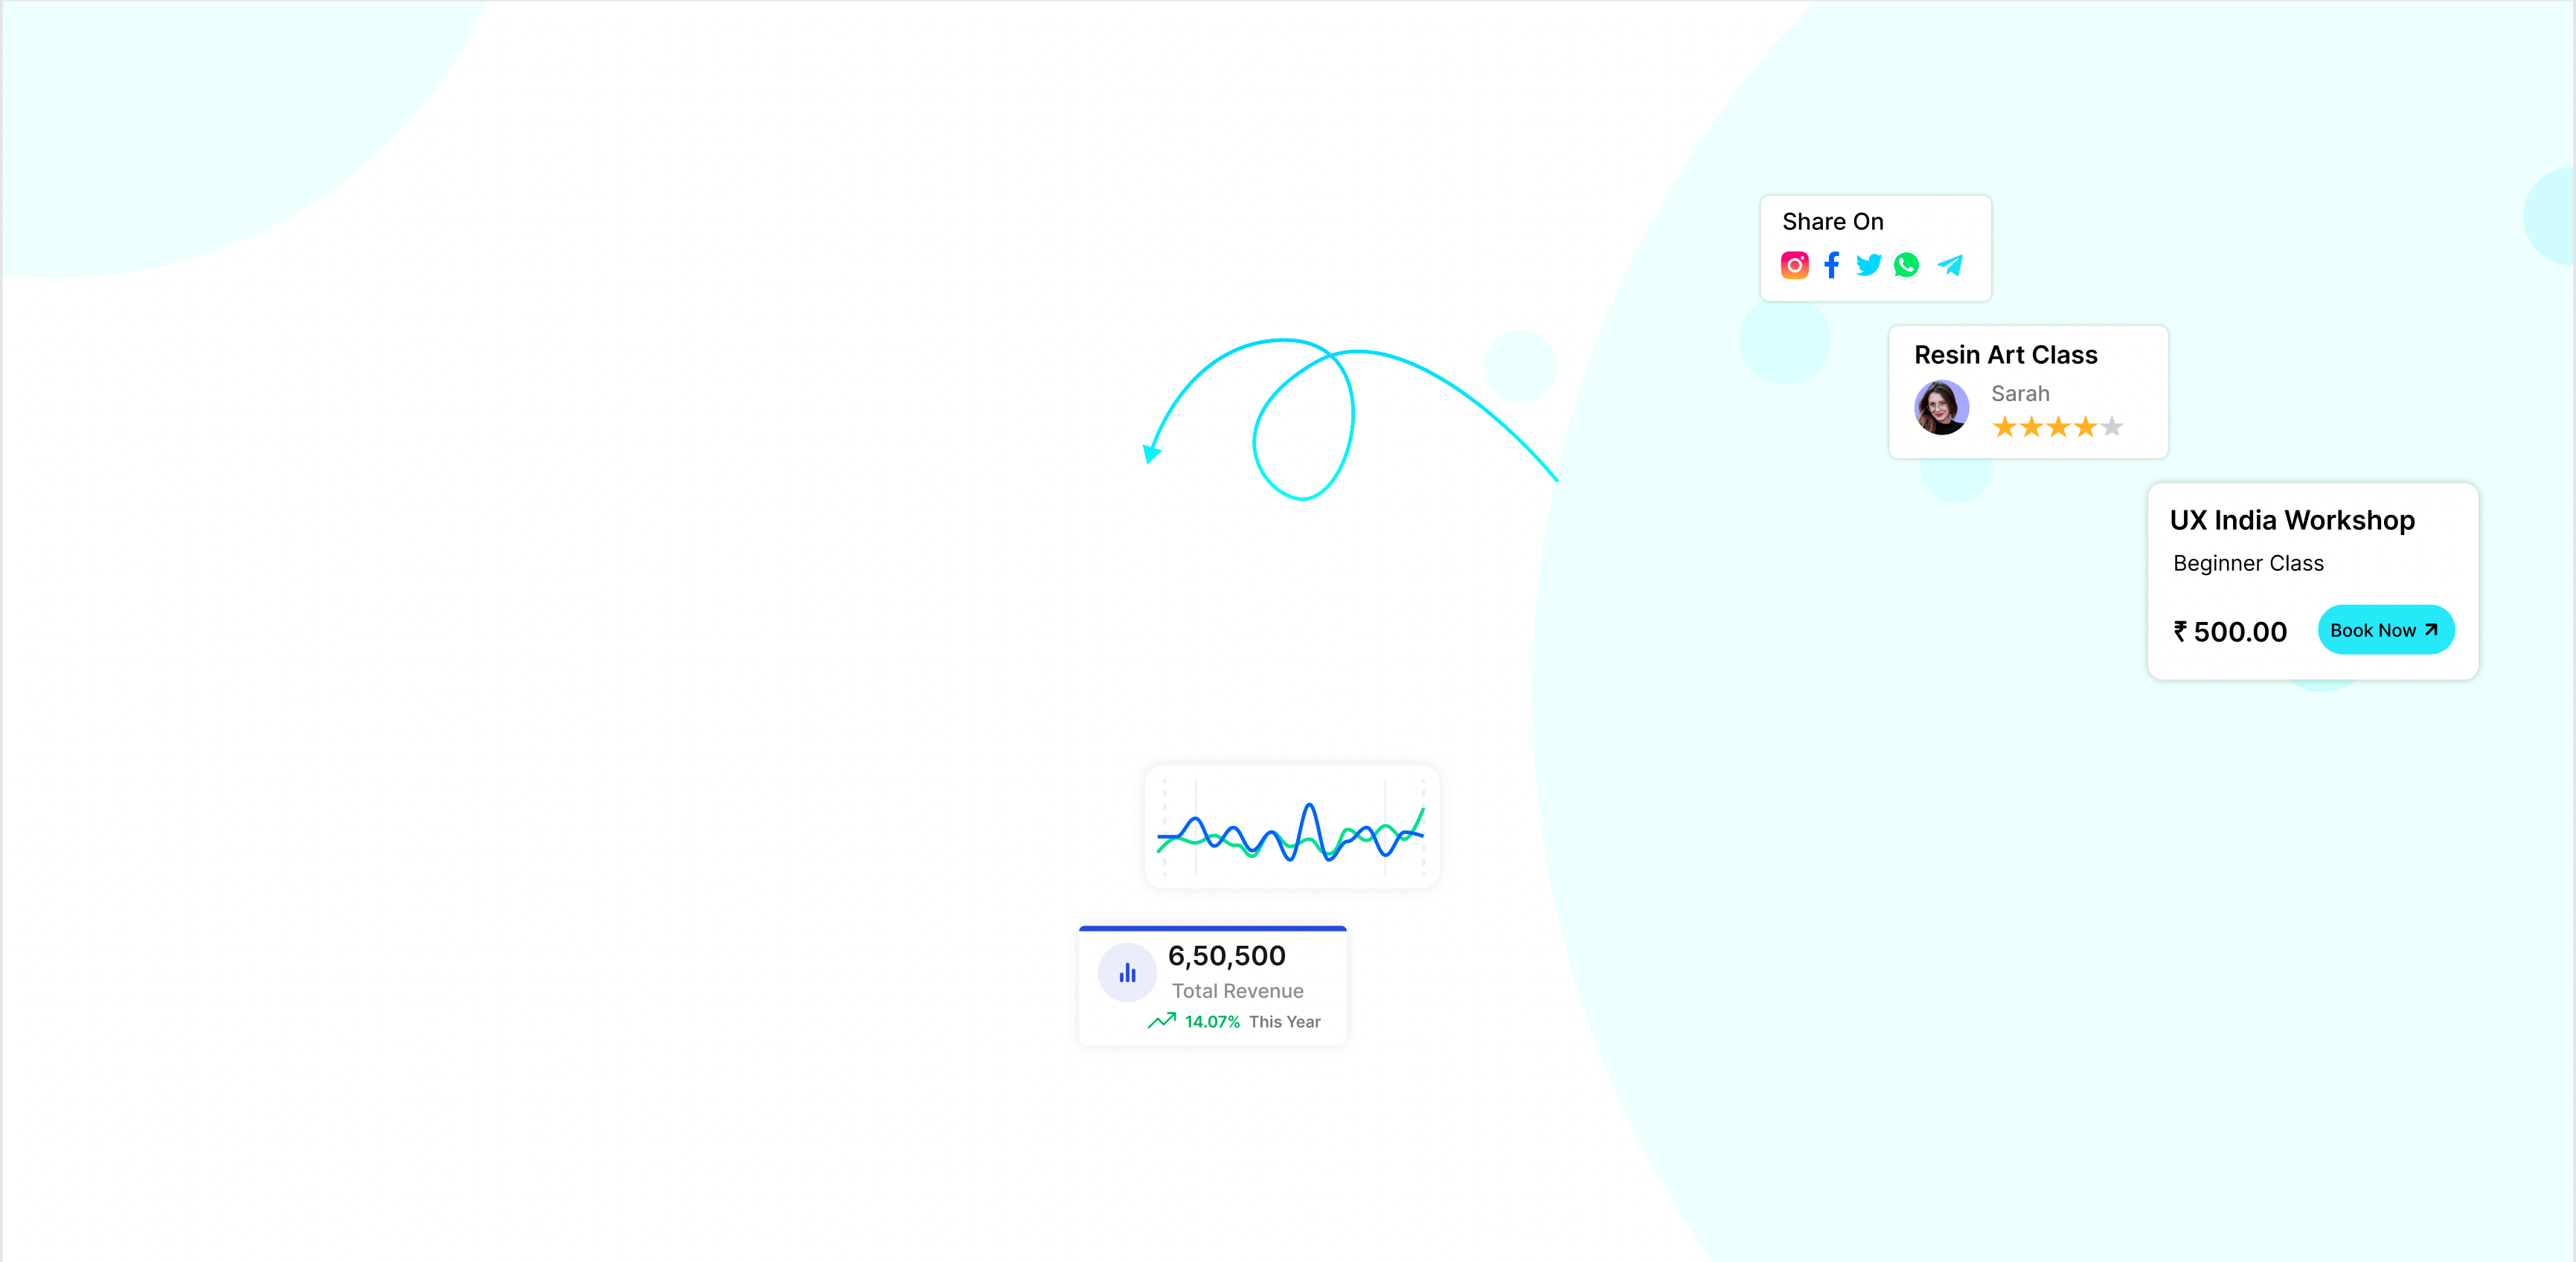 Share On
Resin Art Class
Sarah
UX India Workshop
Beginner Class
₹ 500.00 Book Now
6,50,500
Total Revenue
14.07% This Year